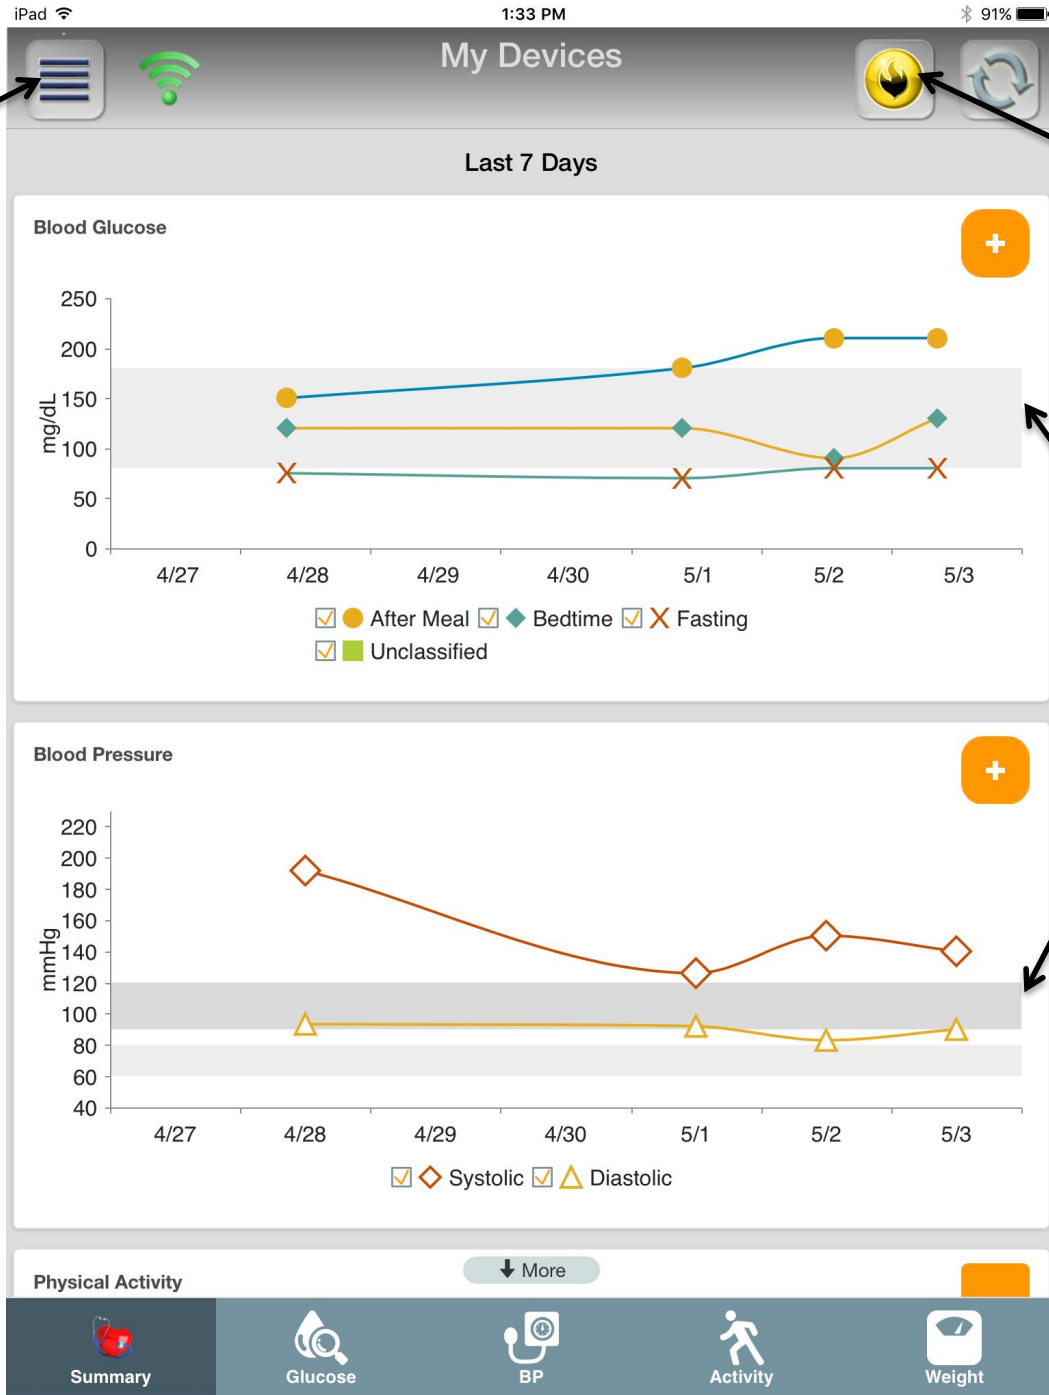 iPad 1:33 PM 91%
My Devices
Last 7 Days
Blood Glucose
+
250
200
150
100
50
0
mg/dL
4/27 4/28 4/29 4/30 5/1 5/2 5/3
After Meal Bedtime Fasting
Unclassified
Blood Pressure
+
220
200
180
160
140
120
100
80
60
40
mmHg
4/27 4/28 4/29 4/30 5/1 5/2 5/3
Systolic Diastolic
More
Physical Activity
Summary Glucose BP Activity Weight